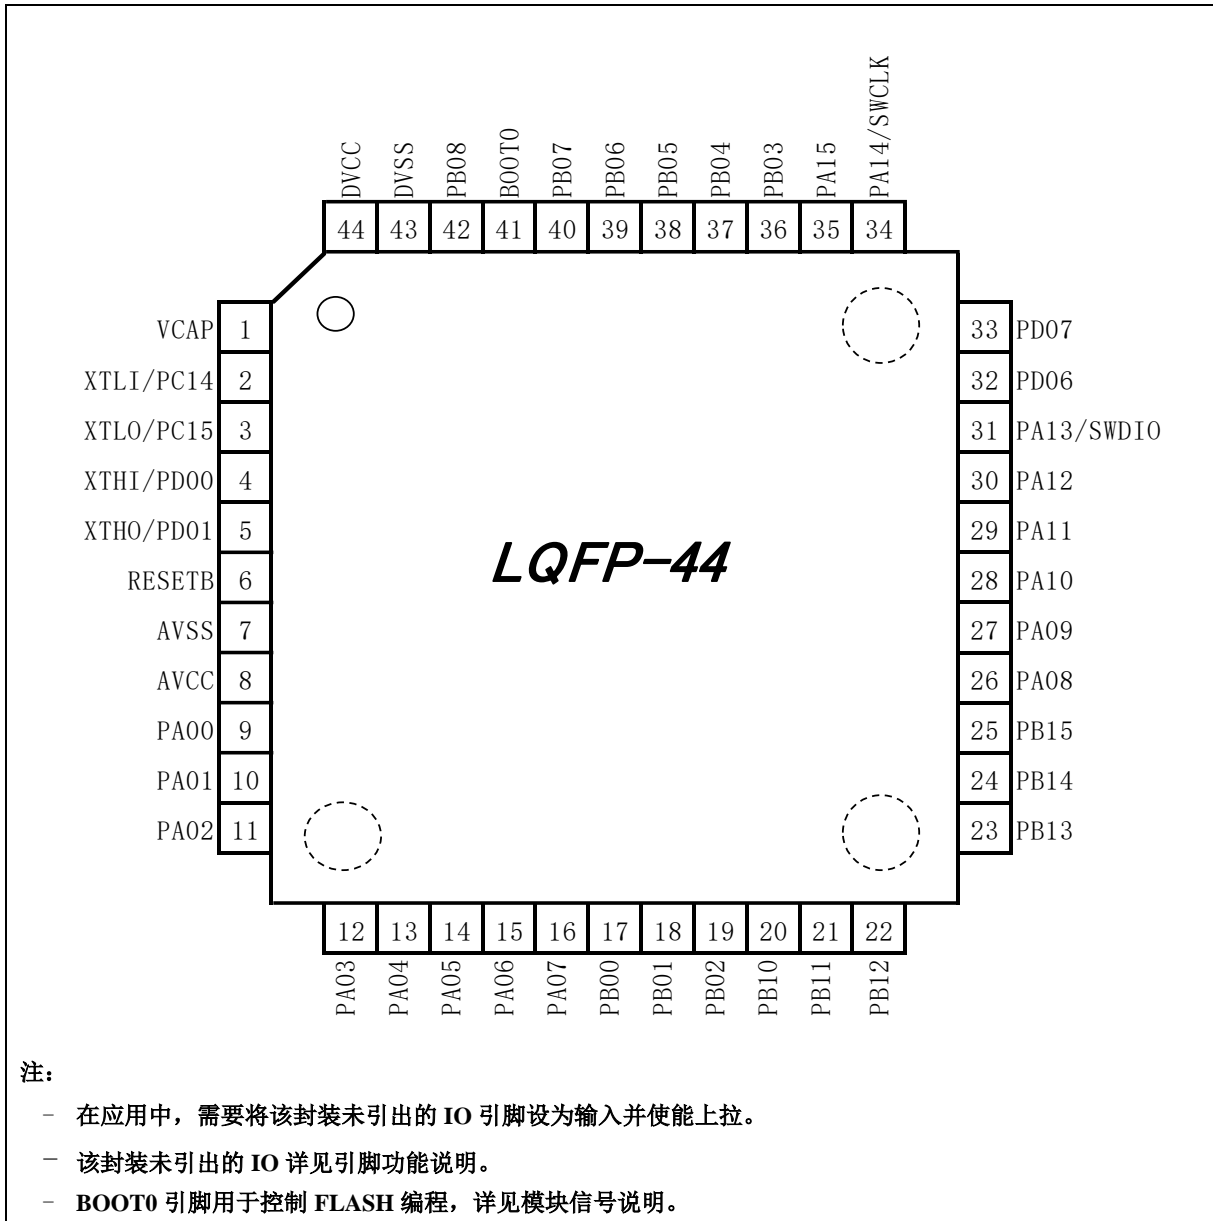 DVCC
DVSS
PB08
BOOT0
PB07
PB06
PB05
PB04
PB03
PA15
PA14/SWCLK
44 43 42 41 40 39 38 37 36 35 34
VCAP 1
XTLI/PC14 2
XTLO/PC15 3
XTHI/PD00 4
XTHO/PD01 5
RESETB 6
AVSS 7
AVCC 8
PA00 9
PA01 10
PA02 11
LQFP-44
33 PD07
32 PD06
31 PA13/SWDIO
30 PA12
29 PA11
28 PA10
27 PA09
26 PA08
25 PB15
24 PB14
23 PB13
12 13 14 15 16 17 18 19 20 21 22
PA03
PA04
PA05
PA06
PA07
PB00
PB01
PB02
PB10
PB11
PB12
注:
- 在应用中，需要将该封装未引出的 IO 引脚设为输入并使能上拉。
- 该封装未引出的 IO 详见引脚功能说明。
- BOOT0 引脚用于控制 FLASH 编程，详见模块信号说明。